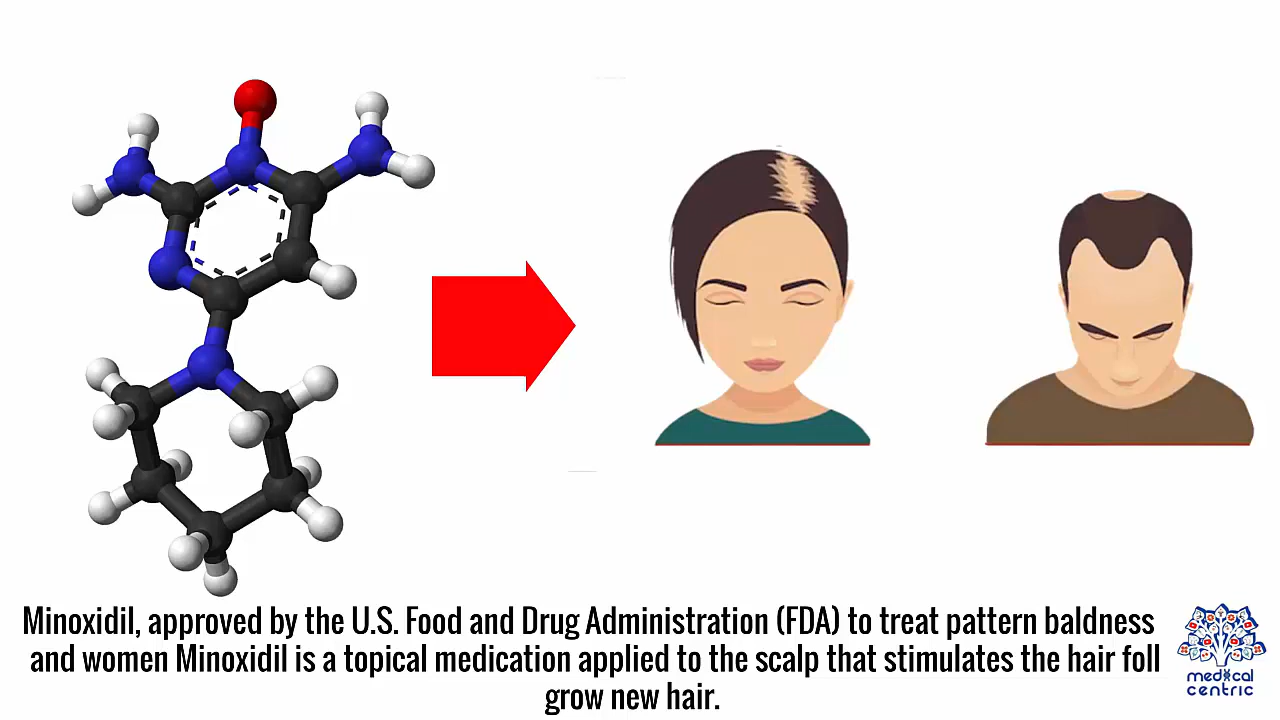 Minoxidil, approved by the U.S. Food and Drug Administration (FDA) to treat pattern baldness
and women Minoxidil is a topical medication applied to the scalp that stimulates the hair foll
grow new hair.
medical
centric